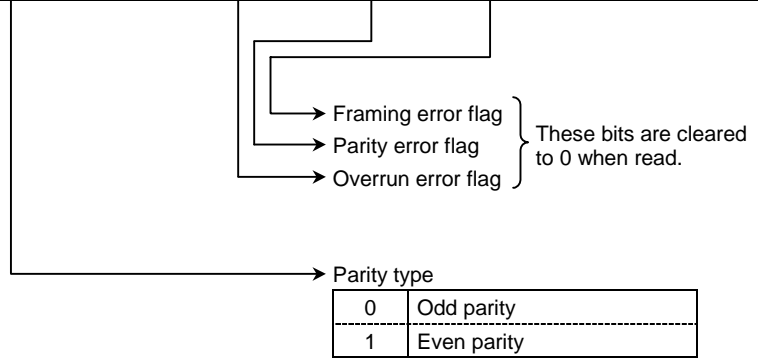 Framing error flag
Parity error flag
Overrun error flag
These bits are cleared
to 0 when read.
Parity type
0 Odd parity
1 Even parity